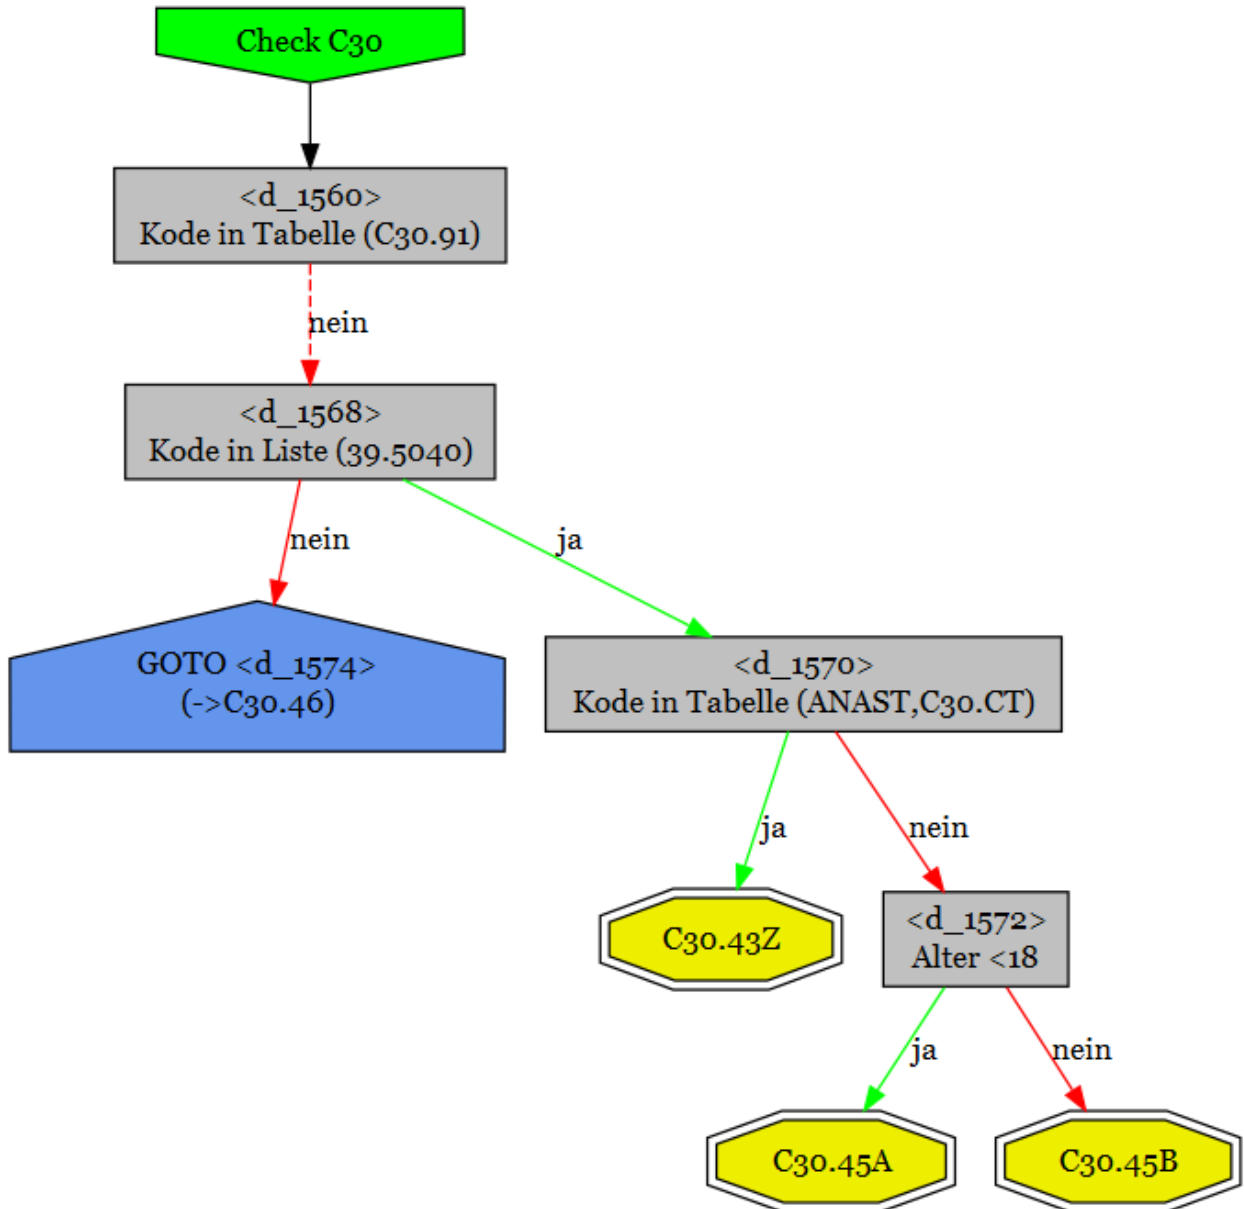 Check C30
<d_1560>
Kode in Tabelle (C30.91)
nein
<d_1568>
Kode in Liste (39.5040)
nein
ja
GOTO <d_1574>
(->C30.46)
<d_1570>
Kode in Tabelle (ANAST,C30.CT)
ja
nein
C30.43Z
<d_1572>
Alter <18
ja
nein
C30.45A
C30.45B